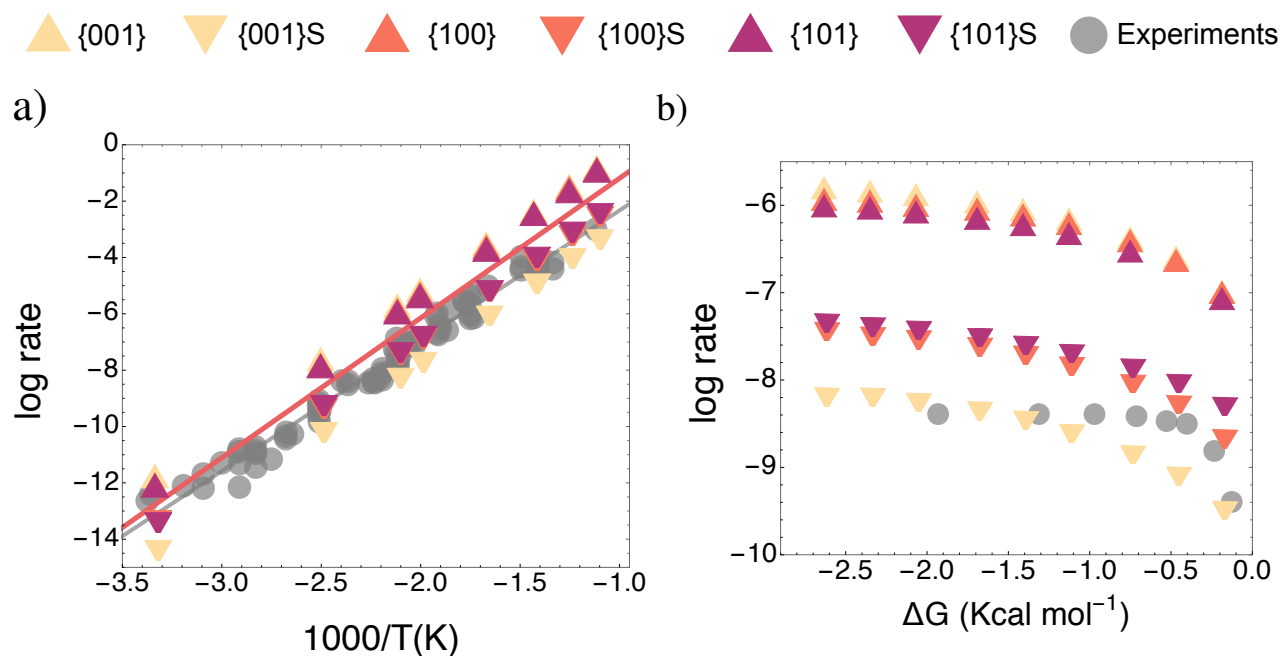 {001} {001}S {100} {100}S {101} {101}S Experiments
a)
0
−2
−4
−6
−8
−10
−12
−14
log rate
−3.5 −3.0 −2.5 −2.0 −1.5 −1.0
1000/T(K)
b)
−6
−7
−8
−9
−10
log rate
−2.5 −2.0 −1.5 −1.0 −0.5 0.0
ΔG (Kcal mol⁻¹)